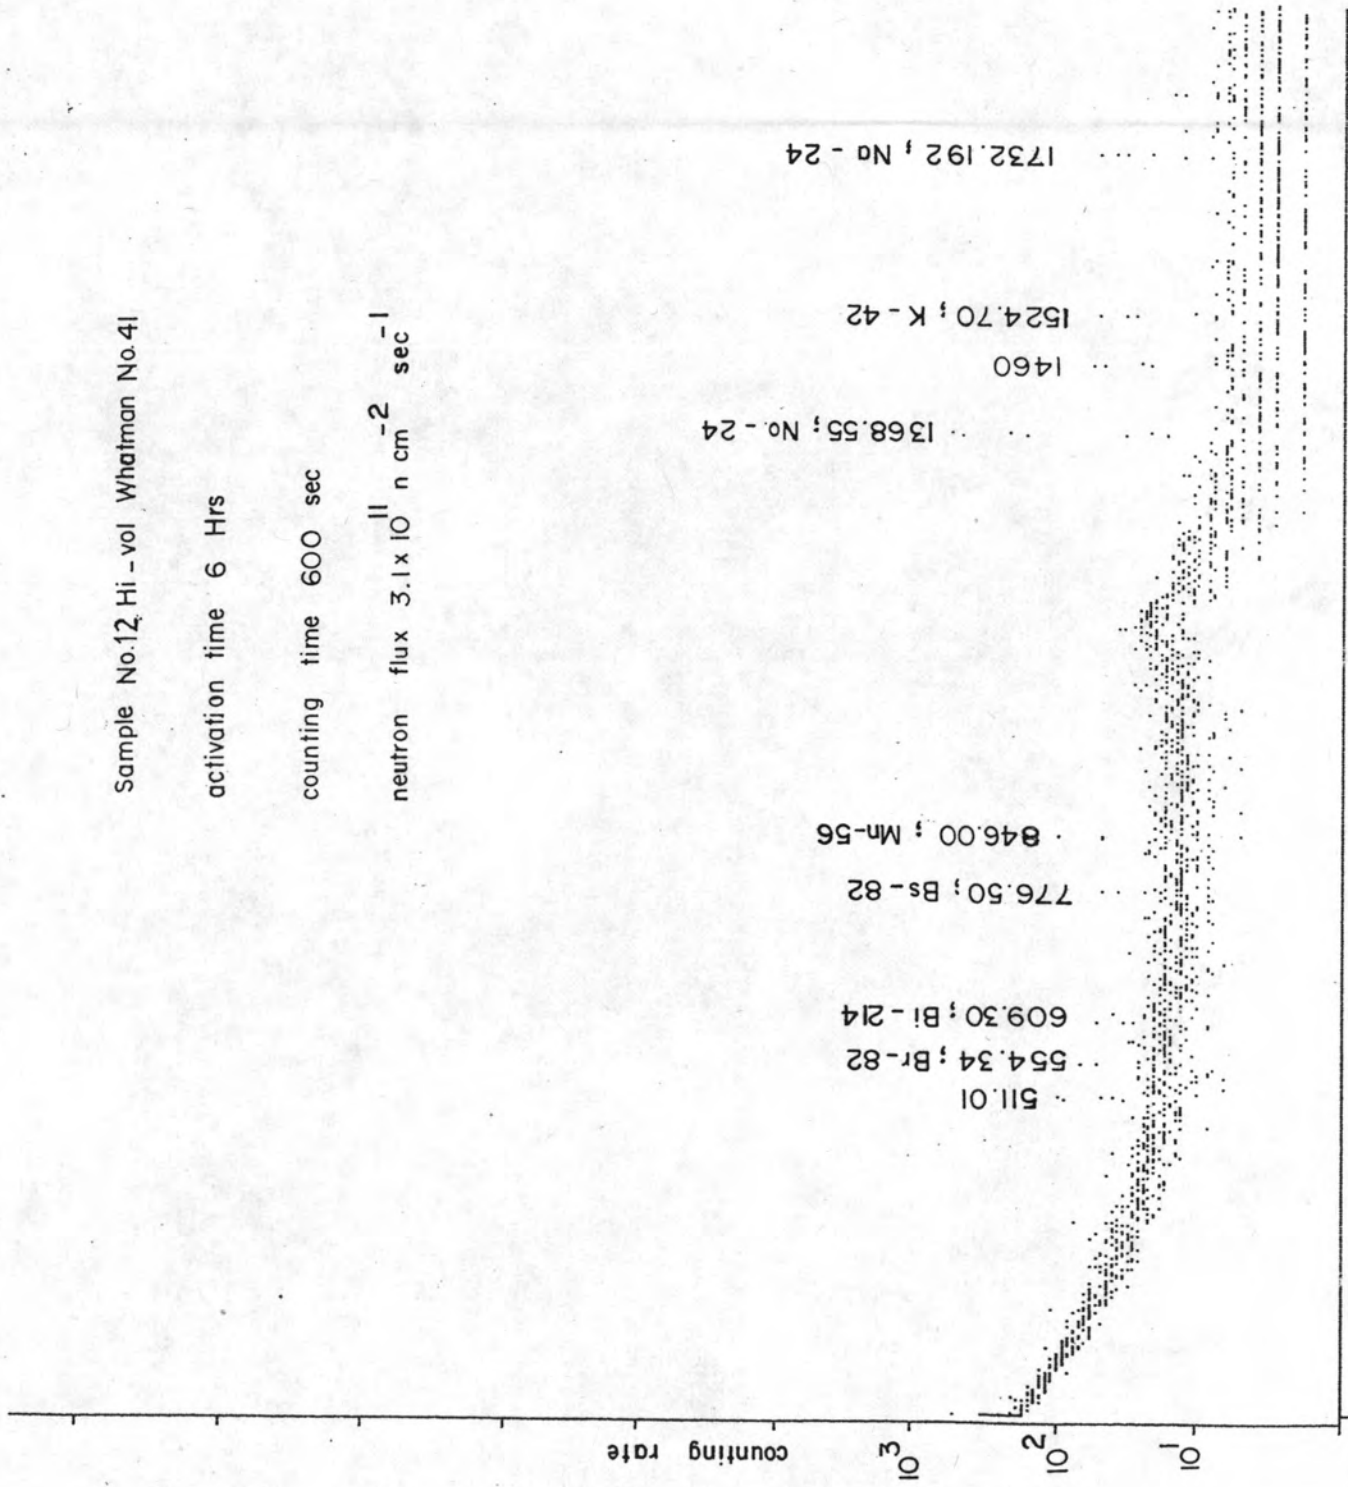 Sample No.12 Hi-vol Whatman No.41
activation time 6 Hrs
counting time 600 sec
neutron flux 3.1 x 10^11 n cm^-2 sec^-1
1732.192; Na-24
1524.70; K-42
1460
1368.55; No-24
846.00; Mn-56
776.50; Bs-82
609.30; Bi-214
554.34; Br-82
511.01
counting rate
10^3
10^2
10^1